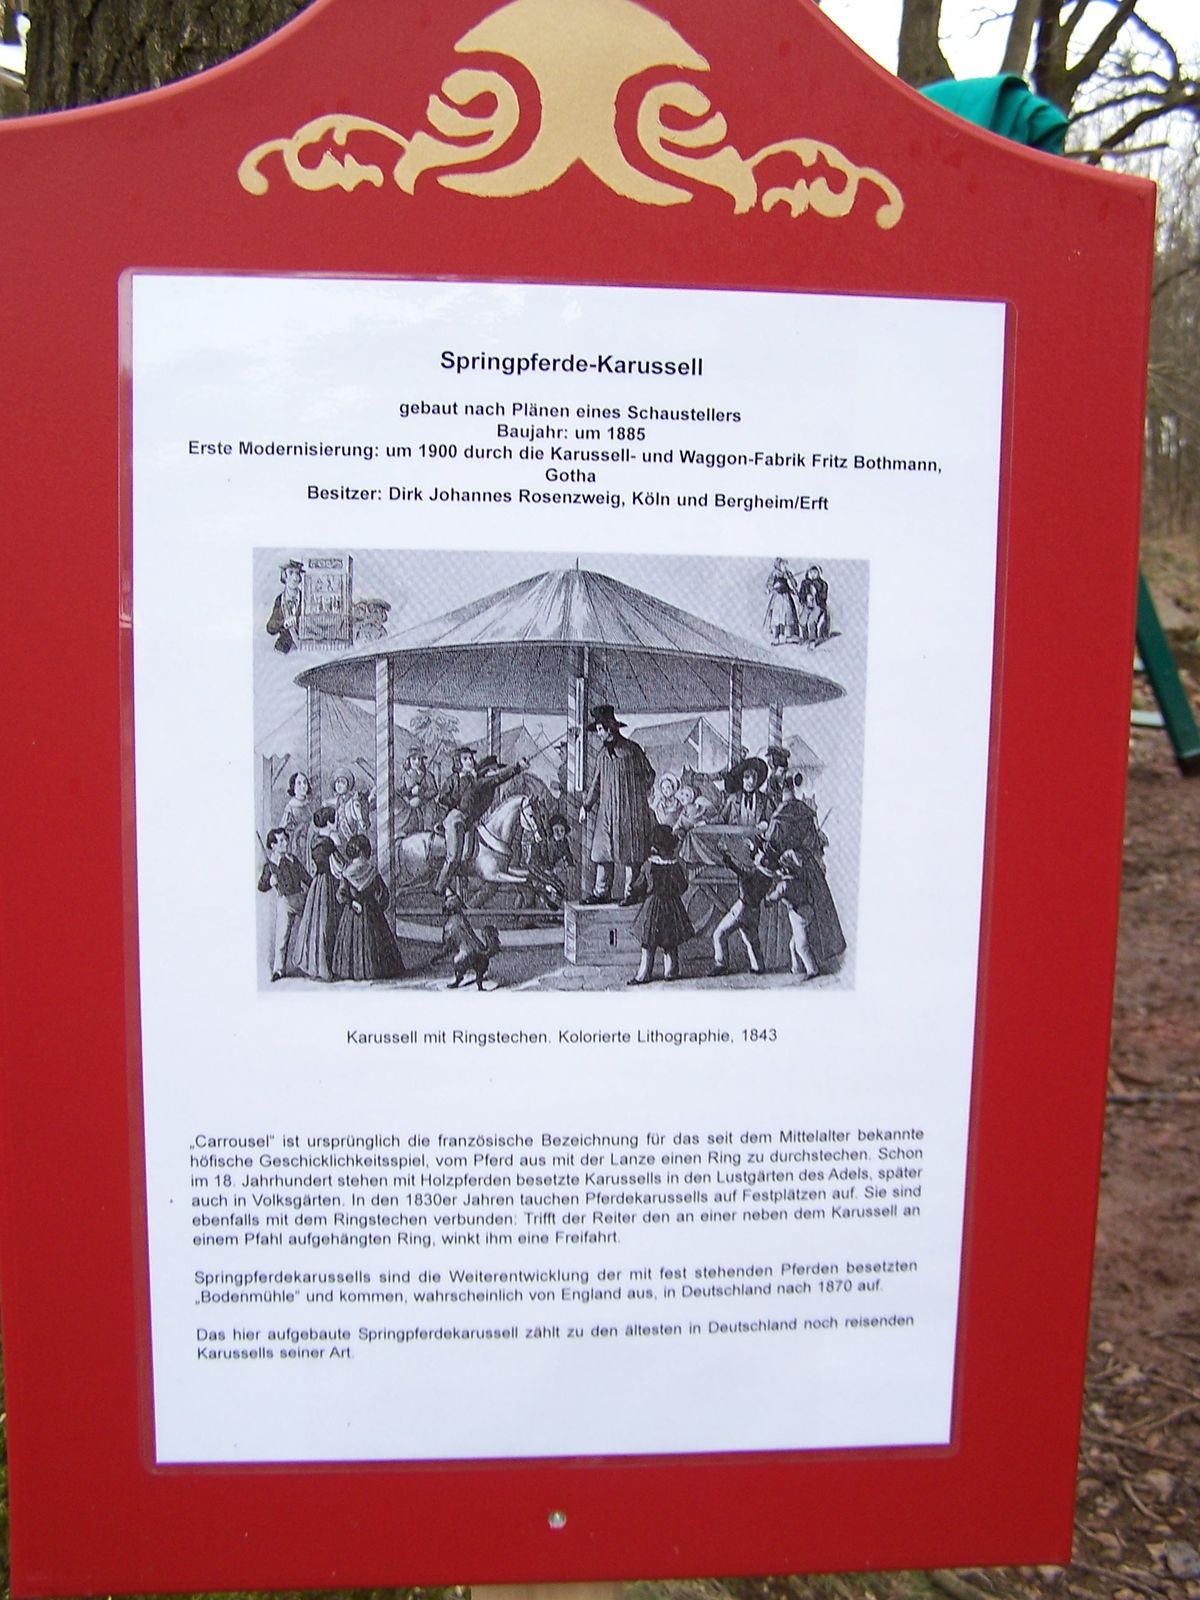 Springpferde-Karussell
gebaut nach Plänen eines Schaustellers
Baujahr: um 1885
Erste Modernisierung: um 1900 durch die Karussell- und Waggon-Fabrik Fritz Bothmann,
Gotha
Besitzer: Dirk Johannes Rosenzweig, Köln und Bergheim/Erft
Karussell mit Ringstechen. Kolorierte Lithographie, 1843
„Carrousel“ ist ursprünglich die französische Bezeichnung für das seit dem Mittelalter bekannte
höfische Geschicklichkeitsspiel, vom Pferd aus mit der Lanze einen Ring zu durchstechen. Schon
im 18. Jahrhundert stehen mit Holzpferden besetzte Karussells in den Lustgärten des Adels, später
auch in Volksgärten. In den 1830er Jahren tauchen Pferdekarussells auf Festplätzen auf. Sie sind
ebenfalls mit dem Ringstechen verbunden: Trifft der Reiter den an einer neben dem Karussell an
einem Pfahl aufgehängten Ring, winkt ihm eine Freifahrt.
Springpferdekarussells sind die Weiterentwicklung der mit fest stehenden Pferden besetzten
„Bodenmühle“ und kommen, wahrscheinlich von England aus, in Deutschland nach 1870 auf.
Das hier aufgebaute Springpferdekarussell zählt zu den ältesten in Deutschland noch reisenden
Karussells seiner Art.